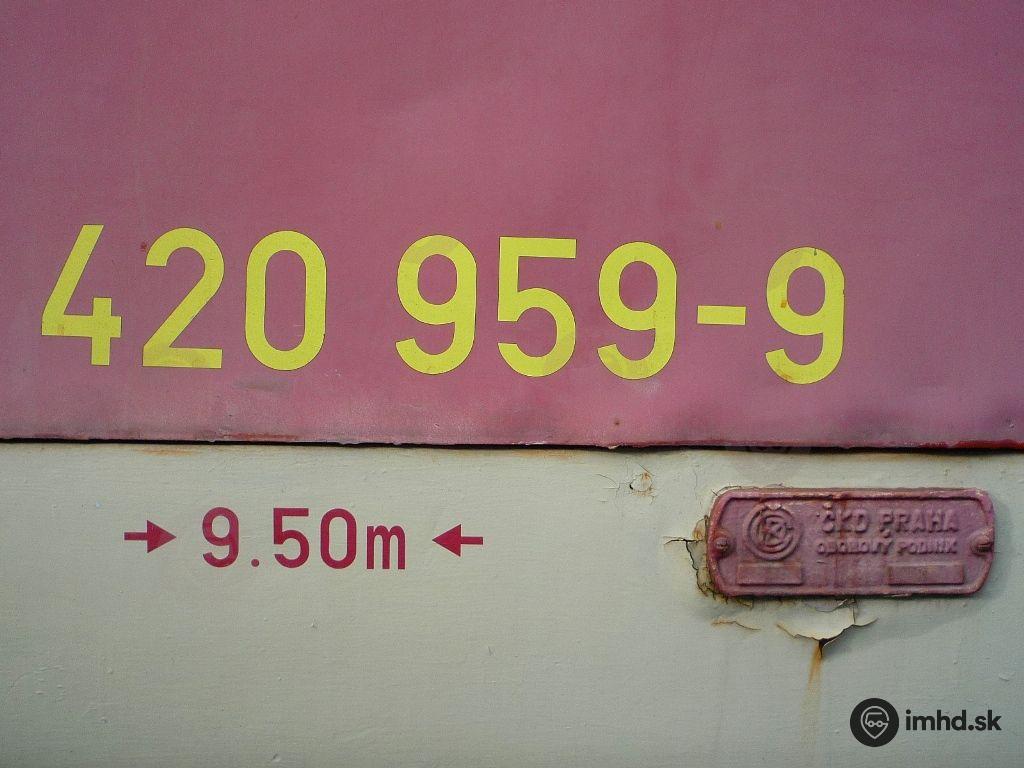 420 959-9
→ 9.50m ←
ČKD PRAHA
OBOROVÝ PODNIK
imhd.sk